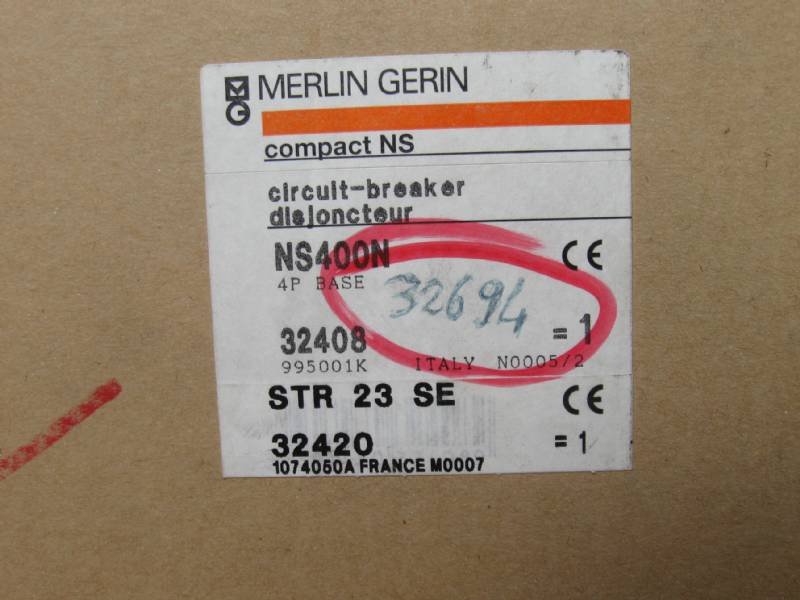 MG MERLIN GERIN
compact NS
circuit-breaker
disjoncteur
NS400N CE
4P BASE
32694
32408 = 1
995001K ITALY N0005/2
STR 23 SE CE
32420 = 1
1074050A FRANCE M0007